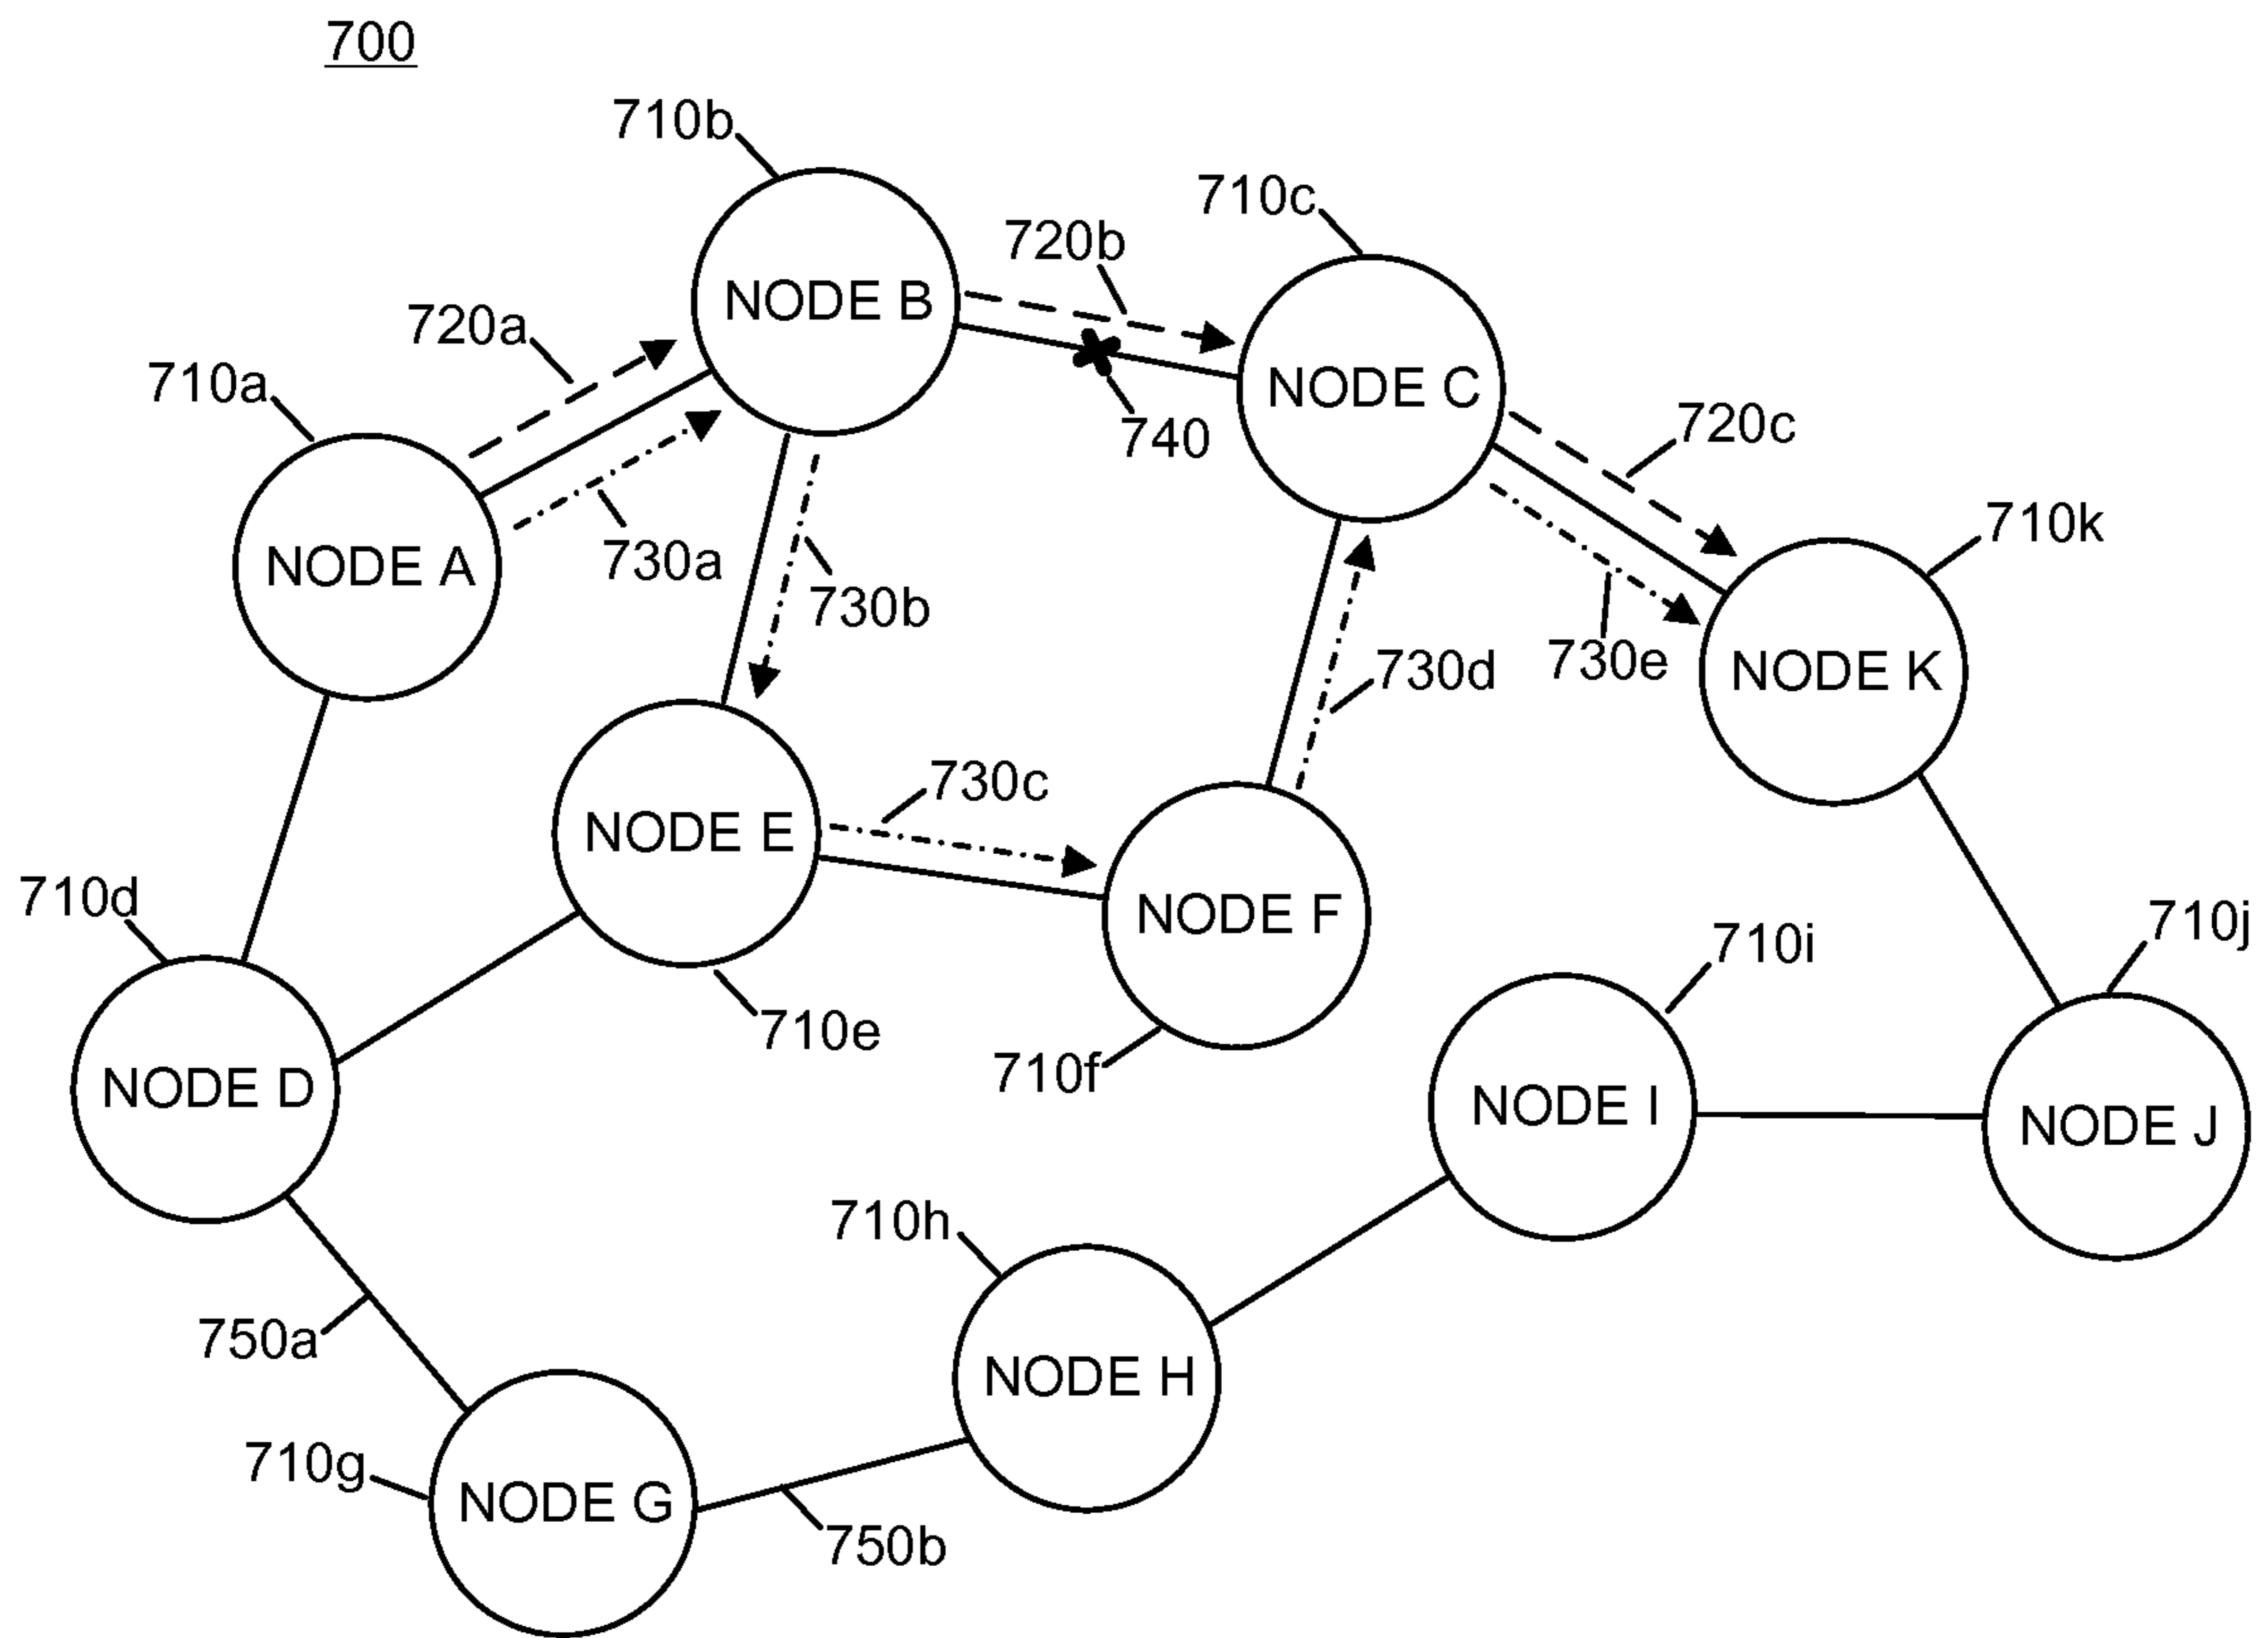 700
710b
710c
720b
NODE B
720a
710a
NODE C
740
720c
710k
NODE A
730a
730b
730d
730e
NODE K
730c
NODE E
710d
NODE F
710i
710j
710e
710f
NODE D
NODE I
NODE J
710h
750a
NODE H
710g
NODE G
750b